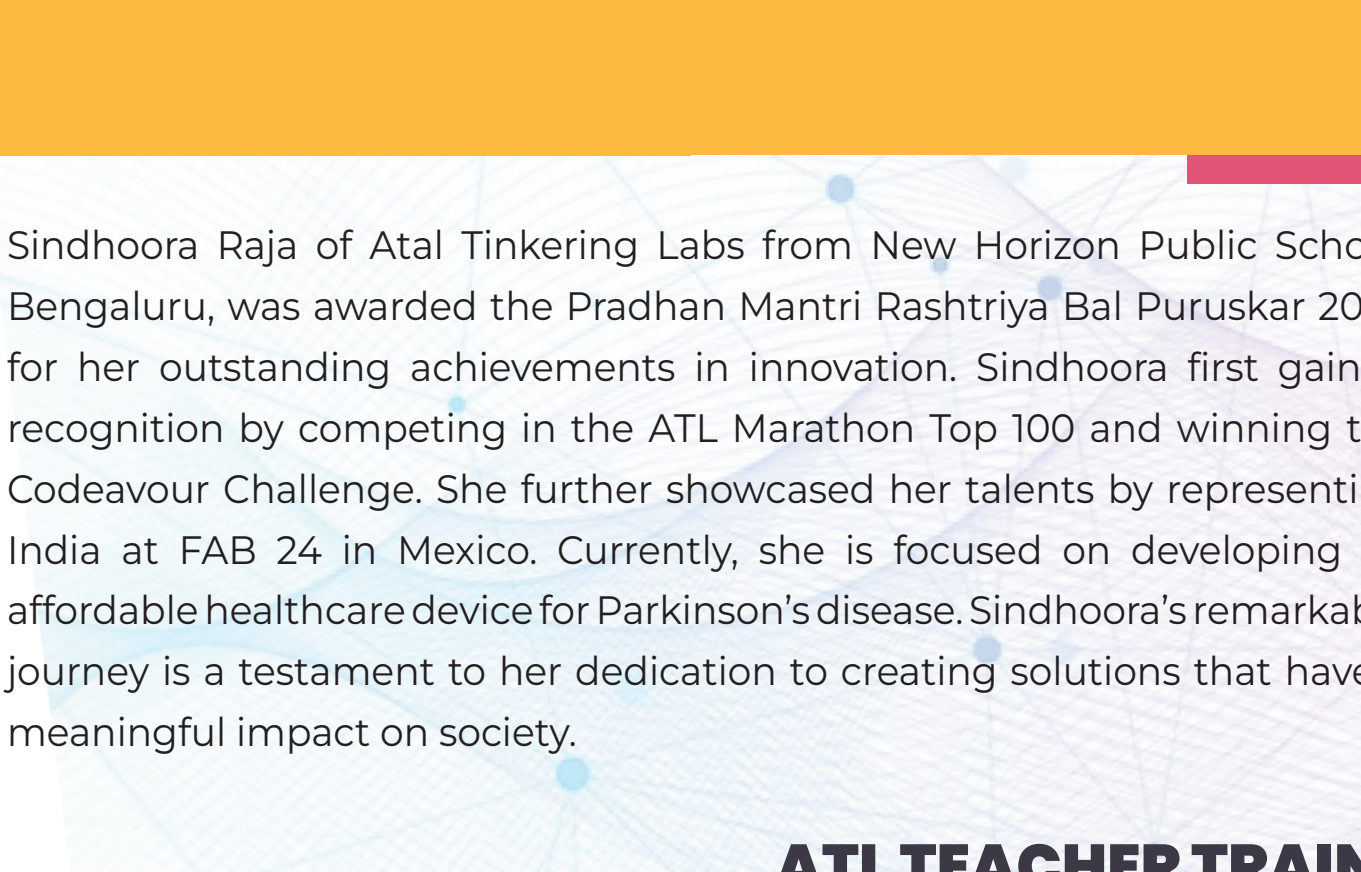 Sindhoora Raja of Atal Tinkering Labs from New Horizon Public Scho
Bengaluru, was awarded the Pradhan Mantri Rashtriya Bal Puruskar 20
for her outstanding achievements in innovation. Sindhoora first gain
recognition by competing in the ATL Marathon Top 100 and winning t
Codeavour Challenge. She further showcased her talents by representi
India at FAB 24 in Mexico. Currently, she is focused on developing
affordable healthcare device for Parkinson’s disease. Sindhoora’s remarkab
journey is a testament to her dedication to creating solutions that have
meaningful impact on society.
ATL TEACHER TRAIN